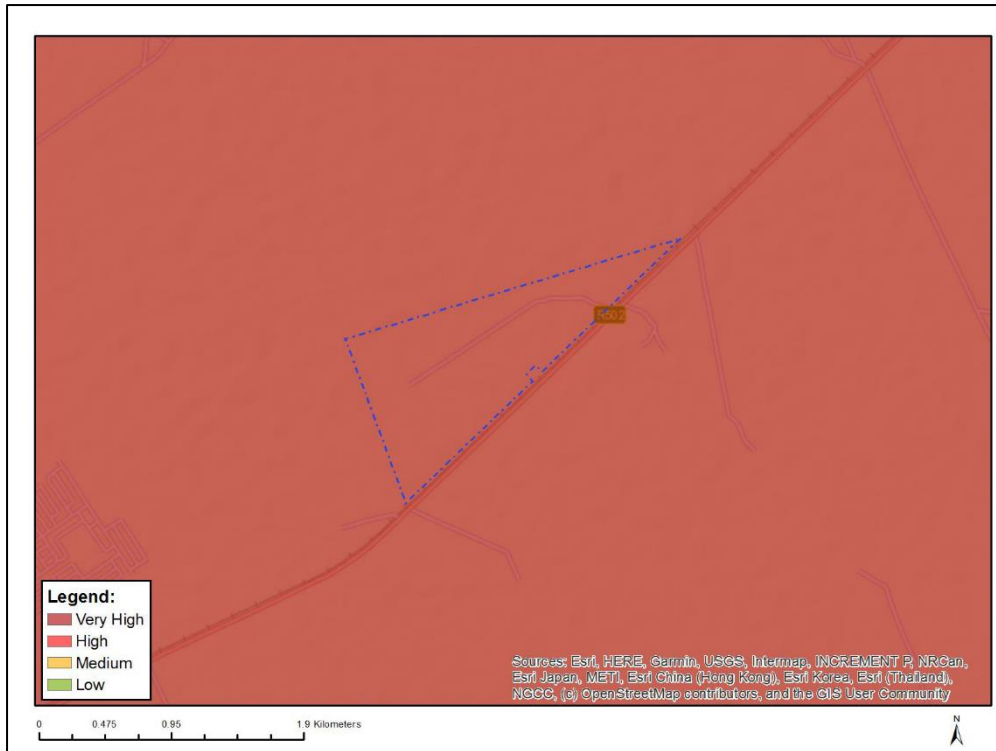 R502
Legend:
Very High
High
Medium
Low
Sources: Esri, HERE, Garmin, USGS, Intermap, INCREMENT P, NRCan,
Esri Japan, METI, Esri China (Hong Kong), Esri Korea, Esri (Thailand),
NGCC, (c) OpenStreetMap contributors, and the GIS User Community
0 0.475 0.95 1.9 Kilometers
N